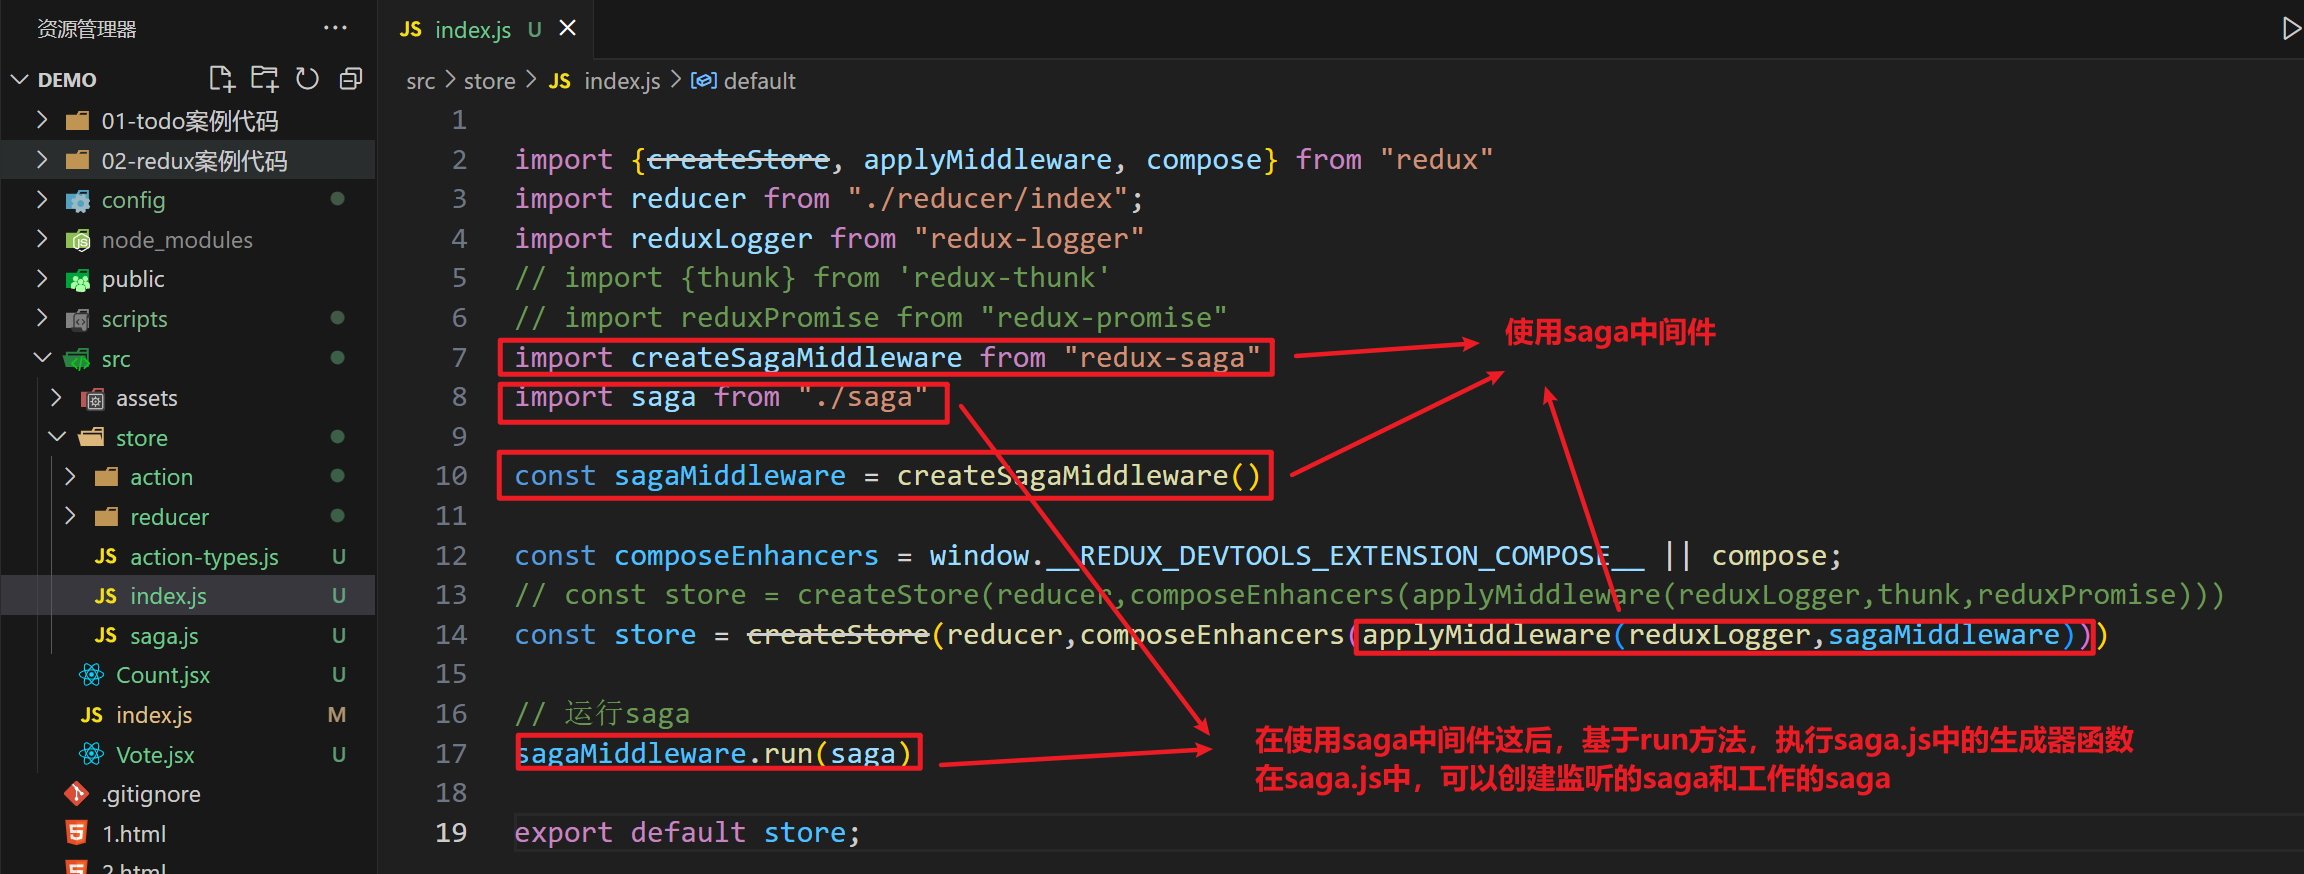 资源管理器 ···
DEMO
01-todo案例代码
02-redux案例代码
config
node_modules
public
scripts
src
assets
store
action
reducer
action-types.js U
index.js U
saga.js U
Count.jsx U
index.js M
Vote.jsx U
.gitignore
1.html
2.html
JS index.js U
src > store > JS index.js > default
1
2 import {createStore, applyMiddleware, compose} from "redux"
3 import reducer from "./reducer/index";
4 import reduxLogger from "redux-logger"
5 // import {thunk} from 'redux-thunk'
6 // import reduxPromise from "redux-promise"
7 import createSagaMiddleware from "redux-saga"
使用saga中间件
8 import saga from "./saga"
9
10 const sagaMiddleware = createSagaMiddleware()
11
12 const composeEnhancers = window.__REDUX_DEVTOOLS_EXTENSION_COMPOSE__ || compose;
13 // const store = createStore(reducer,composeEnhancers(applyMiddleware(reduxLogger,thunk,reduxPromise)))
14 const store = createStore(reducer,composeEnhancers(applyMiddleware(reduxLogger,sagaMiddleware)))
15
16 // 运行saga
17 sagaMiddleware.run(saga)
在使用saga中间件这后，基于run方法，执行saga.js中的生成器函数
在saga.js中，可以创建监听的saga和工作的saga
18
19 export default store;